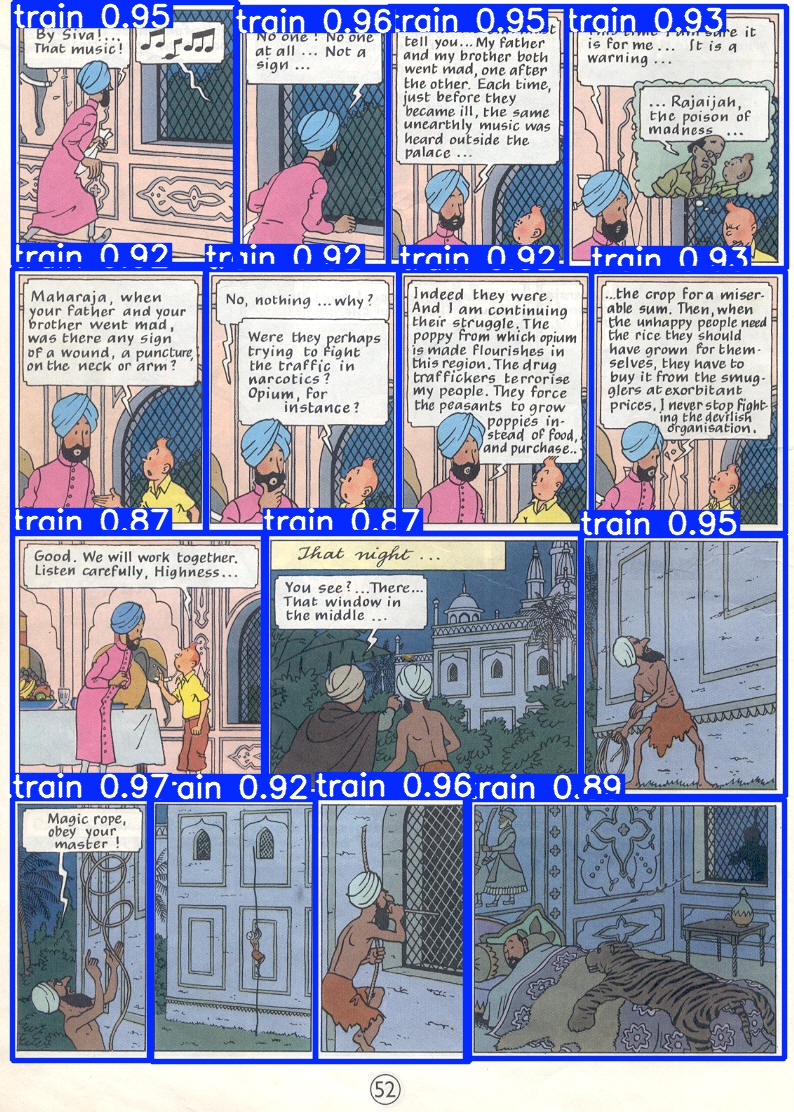 train 0.95
By Siva!...
That music!
train 0.96
No one! No one
at all ... Not a
sign ...
train 0.95
tell you... My father
and my brother both
went mad, one after
the other. Each time,
just before they
became ill, the same
unearthly music was
heard outside the
palace ...
train 0.93
This time I am sure it
is for me... It is a
warning ...
... Rajaijah,
the poison of
madness ...
train 0.92
Maharaja, when
your father and your
brother went mad,
was there any sign
of a wound, a puncture,
on the neck or arm?
train 0.92
No, nothing ... why?
Were they perhaps
trying to fight
the traffic in
narcotics?
Opium, for
instance?
train 0.92
Indeed they were.
And I am continuing
their struggle. The
poppy from which opium
is made flourishes in
this region. The drug
traffickers terrorise
my people. They force
the peasants to grow
poppies in-
stead of food,
and purchase..
train 0.93
...the crop for a miser-
able sum. Then, when
the unhappy people need
the rice they should
have grown for them-
selves, they have to
buy it from the smug-
glers at exorbitant
prices. I never stop fight-
ing the devilish
organisation.
train 0.87
Good. We will work together.
Listen carefully, Highness...
train 0.87
That night ...
You see?...There...
That window in
the middle ...
train 0.95
train 0.97
Magic rope,
obey your
master!
rain 0.92
train 0.96
rain 0.89
52